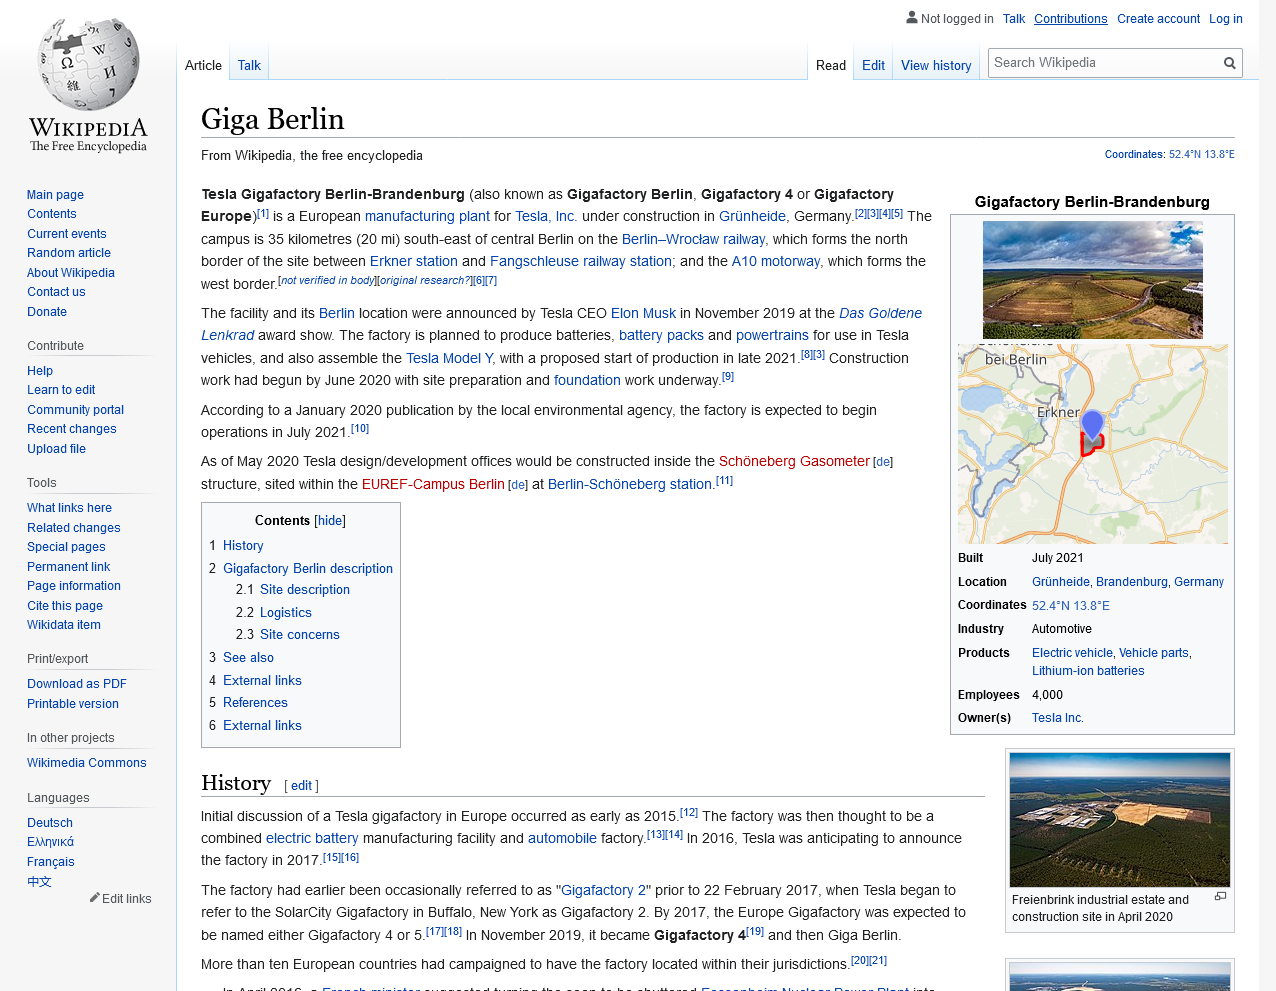 Not logged in Talk Contributions Create account Log in
Article Talk Read Edit View history Search Wikipedia
WIKIPEDIA
The Free Encyclopedia
Main page
Contents
Current events
Random article
About Wikipedia
Contact us
Donate
Contribute
Help
Learn to edit
Community portal
Recent changes
Upload file
Tools
What links here
Related changes
Special pages
Permanent link
Page information
Cite this page
Wikidata item
Print/export
Download as PDF
Printable version
In other projects
Wikimedia Commons
Languages
Deutsch
Ελληνικά
Français
中文
Edit links
Giga Berlin
From Wikipedia, the free encyclopedia
Coordinates: 52.4°N 13.8°E
Tesla Gigafactory Berlin-Brandenburg (also known as Gigafactory Berlin, Gigafactory 4 or Gigafactory
Europe)[1] is a European manufacturing plant for Tesla, Inc. under construction in Grünheide, Germany.[2][3][4][5] The
campus is 35 kilometres (20 mi) south-east of central Berlin on the Berlin–Wrocław railway, which forms the north
border of the site between Erkner station and Fangschleuse railway station; and the A10 motorway, which forms the
west border.[not verified in body][original research?][6][7]
The facility and its Berlin location were announced by Tesla CEO Elon Musk in November 2019 at the Das Goldene
Lenkrad award show. The factory is planned to produce batteries, battery packs and powertrains for use in Tesla
vehicles, and also assemble the Tesla Model Y, with a proposed start of production in late 2021.[8][3] Construction
work had begun by June 2020 with site preparation and foundation work underway.[9]
According to a January 2020 publication by the local environmental agency, the factory is expected to begin
operations in July 2021.[10]
As of May 2020 Tesla design/development offices would be constructed inside the Schöneberg Gasometer [de]
structure, sited within the EUREF-Campus Berlin [de] at Berlin-Schöneberg station.[11]
Contents [hide]
1 History
2 Gigafactory Berlin description
2.1 Site description
2.2 Logistics
2.3 Site concerns
3 See also
4 External links
5 References
6 External links
Gigafactory Berlin-Brandenburg
bei Berlin
Erkner
Built July 2021
Location Grünheide, Brandenburg, Germany
Coordinates 52.4°N 13.8°E
Industry Automotive
Products Electric vehicle, Vehicle parts,
Lithium-ion batteries
Employees 4,000
Owner(s) Tesla Inc.
History [ edit ]
Initial discussion of a Tesla gigafactory in Europe occurred as early as 2015.[12] The factory was then thought to be a
combined electric battery manufacturing facility and automobile factory.[13][14] In 2016, Tesla was anticipating to announce
the factory in 2017.[15][16]
The factory had earlier been occasionally referred to as "Gigafactory 2" prior to 22 February 2017, when Tesla began to
refer to the SolarCity Gigafactory in Buffalo, New York as Gigafactory 2. By 2017, the Europe Gigafactory was expected to
be named either Gigafactory 4 or 5.[17][18] In November 2019, it became Gigafactory 4[19] and then Giga Berlin.
More than ten European countries had campaigned to have the factory located within their jurisdictions.[20][21]
In April 2016, a French minister suggested turning the soon to be shuttered Fessenheim Nuclear Power Plant into
Freienbrink industrial estate and
construction site in April 2020